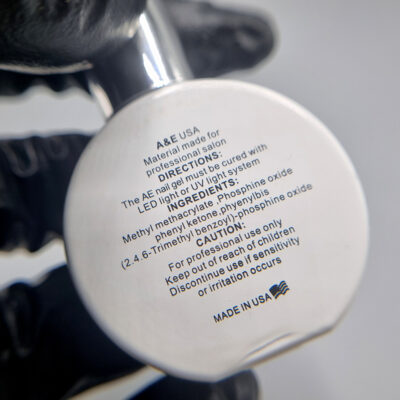 A&E USA
Material made for
professional salon
DIRECTIONS:
The AE nail gel must be cured with
LED light or UV light system
INGREDIENTS:
Methyl methacrylate ,Phosphine oxide
phenyl ketone,phyenylbis
(2.4.6-Trimethyl benzoyl)-phosphine oxide
CAUTION:
For professional use only
Keep out of reach of children
Discontinue use if sensitivity
or irritation occurs
MADE IN USA